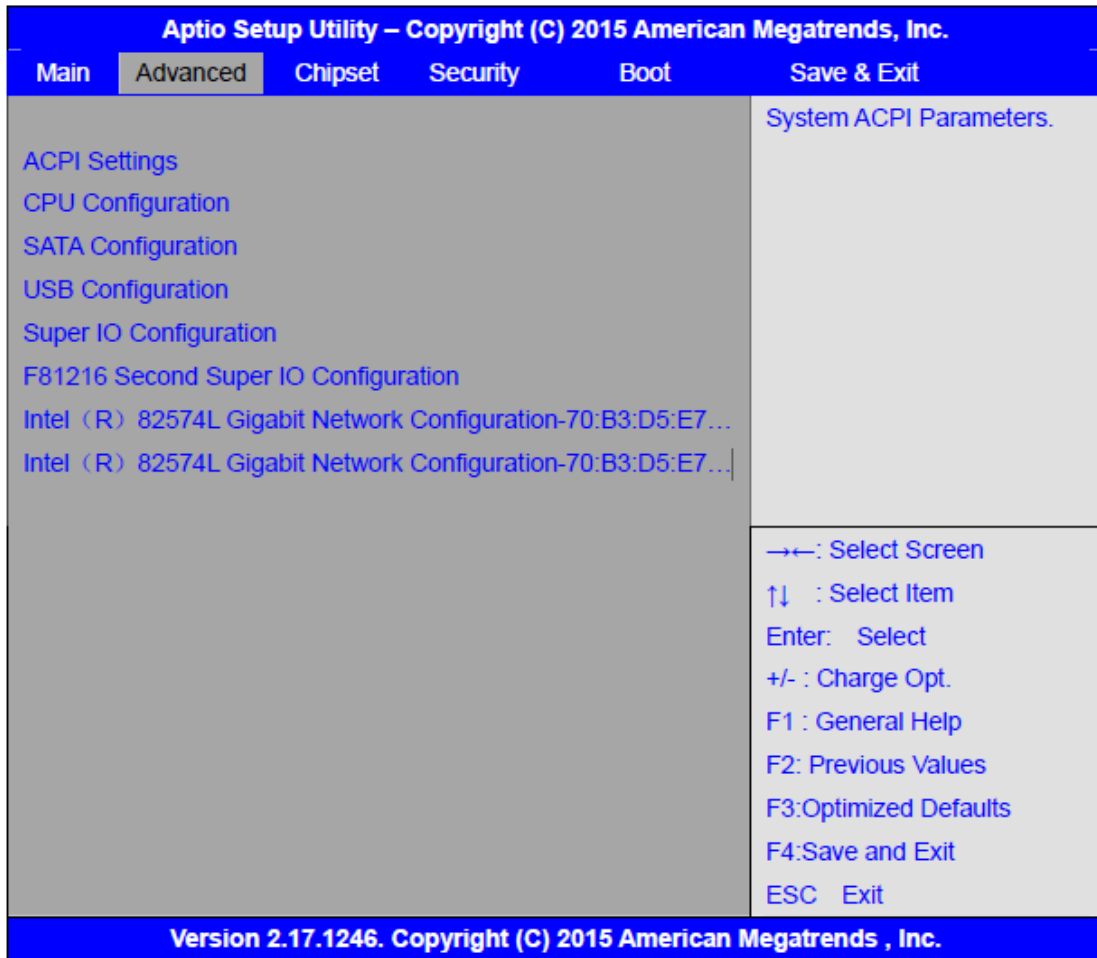 Aptio Setup Utility – Copyright (C) 2015 American Megatrends, Inc.
Main Advanced Chipset Security Boot Save & Exit
ACPI Settings
CPU Configuration
SATA Configuration
USB Configuration
Super IO Configuration
F81216 Second Super IO Configuration
Intel（R）82574L Gigabit Network Configuration-70:B3:D5:E7…
Intel（R）82574L Gigabit Network Configuration-70:B3:D5:E7…
System ACPI Parameters.
→←: Select Screen
↑↓ : Select Item
Enter: Select
+/- : Charge Opt.
F1 : General Help
F2: Previous Values
F3:Optimized Defaults
F4:Save and Exit
ESC Exit
Version 2.17.1246. Copyright (C) 2015 American Megatrends , Inc.